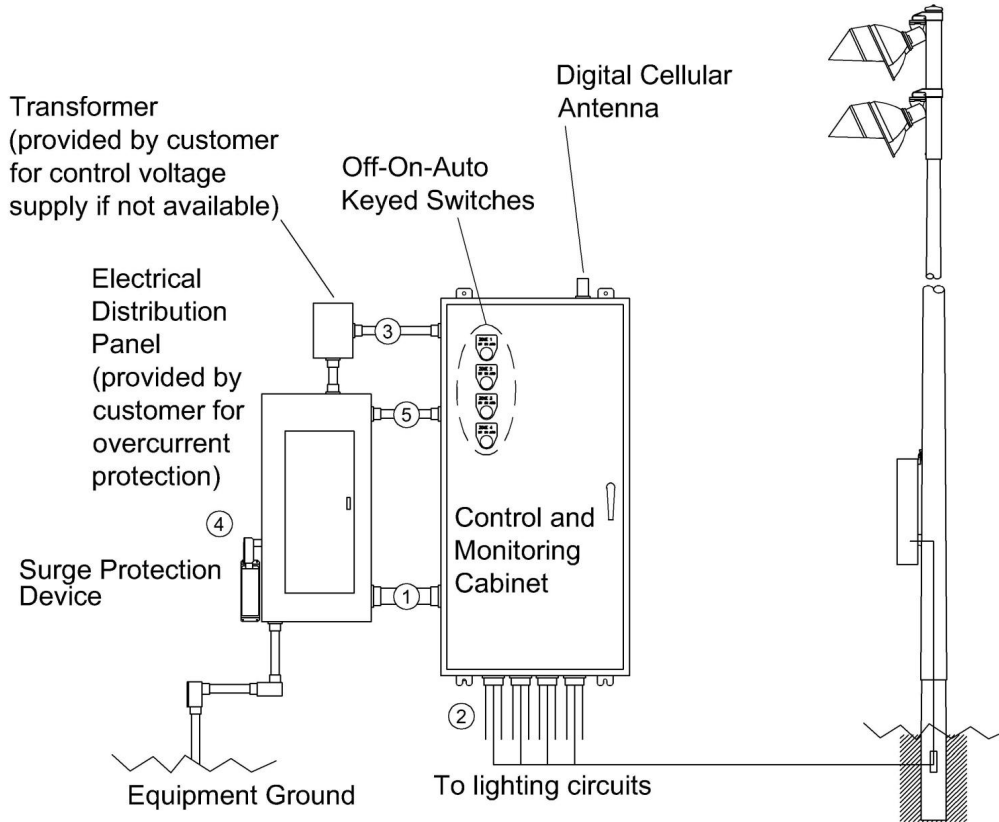 Digital Cellular
Antenna
Transformer
(provided by customer
for control voltage
supply if not available)
Off-On-Auto
Keyed Switches
Electrical
Distribution
Panel
(provided by
customer for
overcurrent
protection)
3
5
4
Surge Protection
Device
1
Control and
Monitoring
Cabinet
2
To lighting circuits
Equipment Ground
ZONE 1